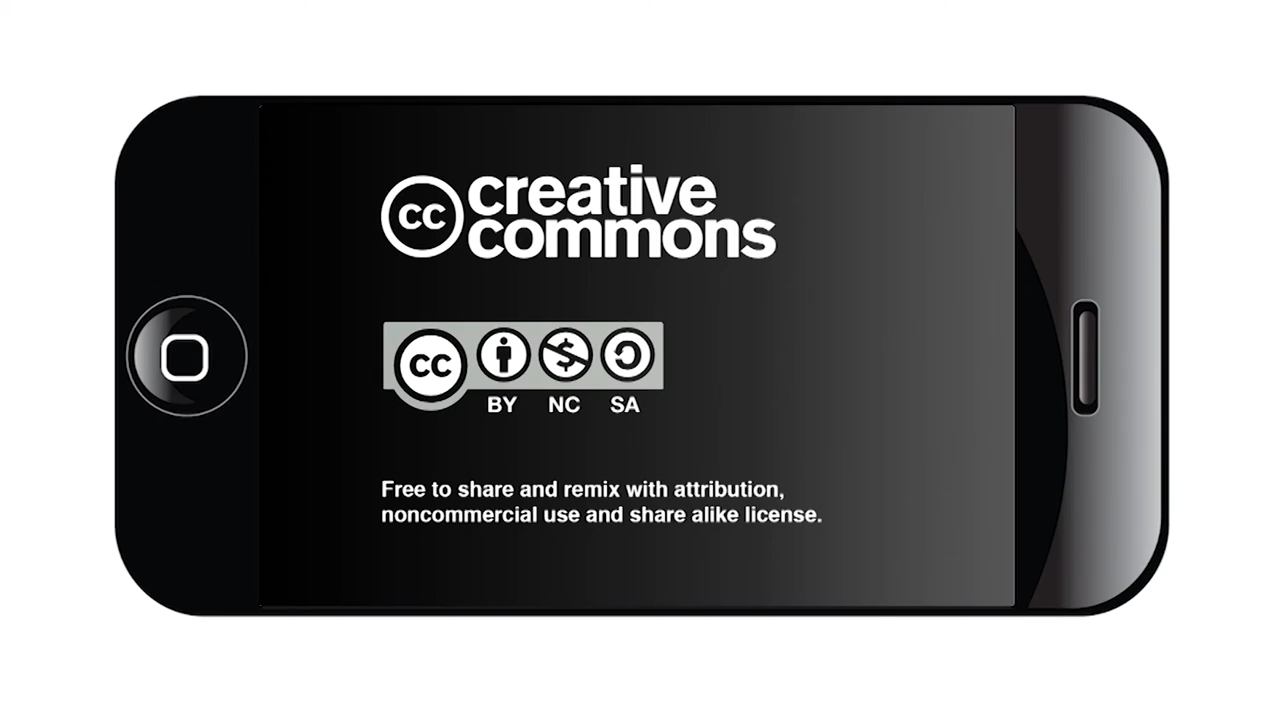 cc creative
commons
cc
BY NC SA
Free to share and remix with attribution,
noncommercial use and share alike license.